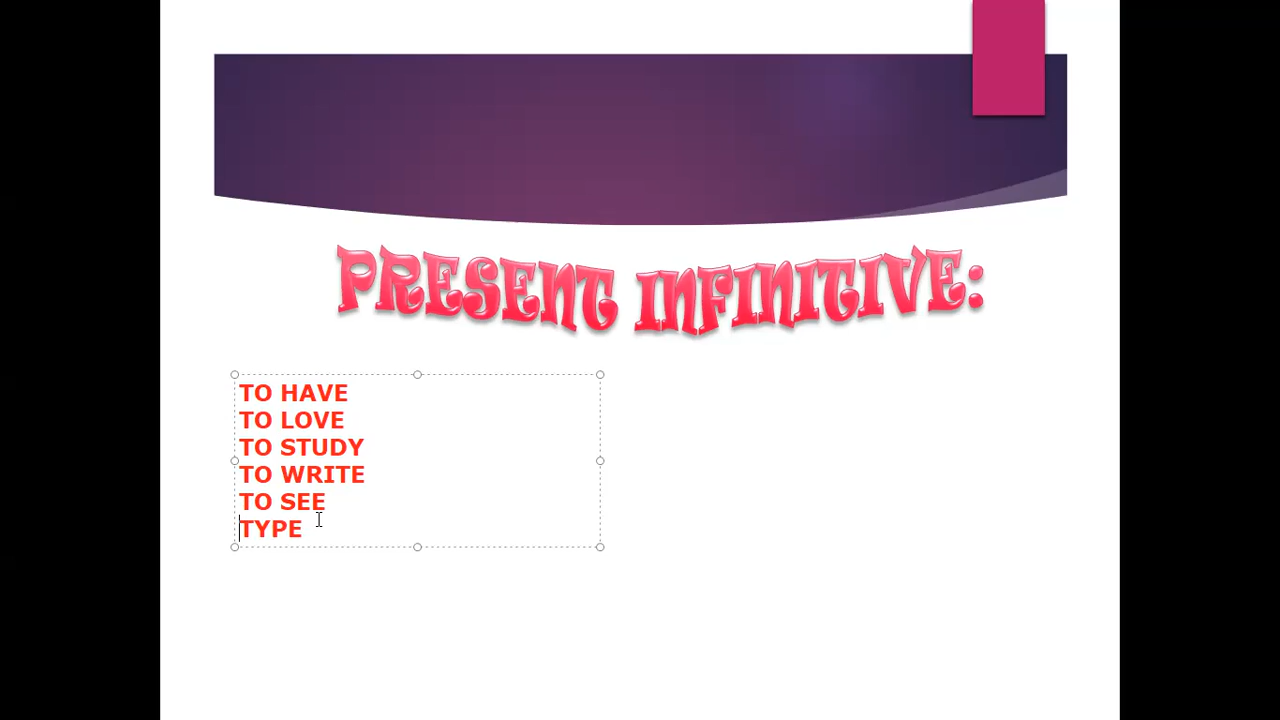 PRESENT INFINITIVE:
TO HAVE
TO LOVE
TO STUDY
TO WRITE
TO SEE
TYPE